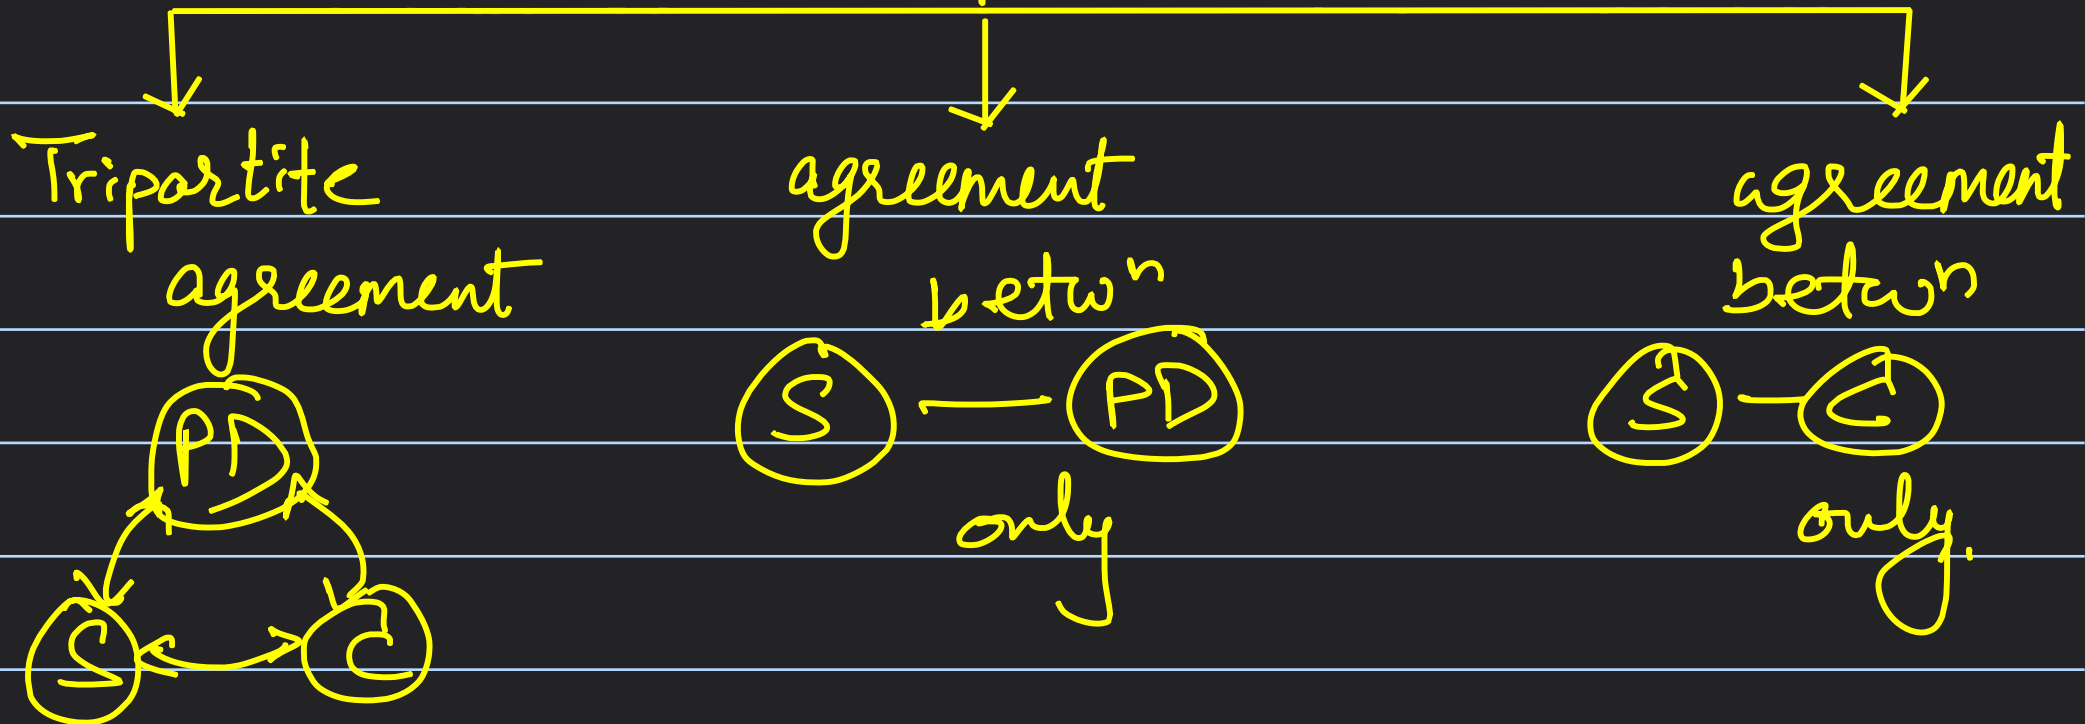 Tripartite
agreement
PD
S C
agreement
betwⁿ
S PD
only
agreement
betwⁿ
S C
only.